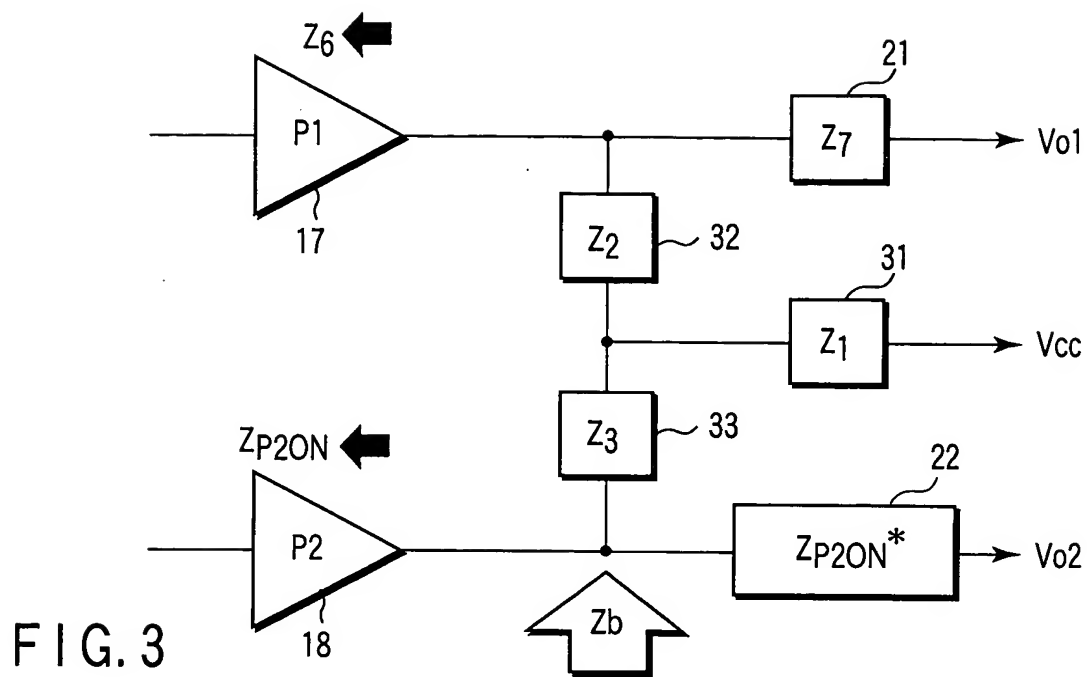 Z6
21
P1
Z7
Vo1
17
Z2
32
31
Z1
Vcc
ZP2ON
Z3
33
22
P2
ZP2ON*
Vo2
18
Zb
FIG. 3